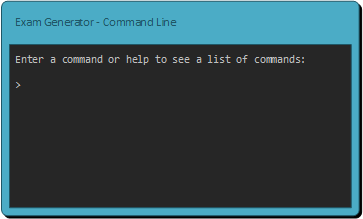 Exam Generator - Command Line
Enter a command or help to see a list of commands:
>